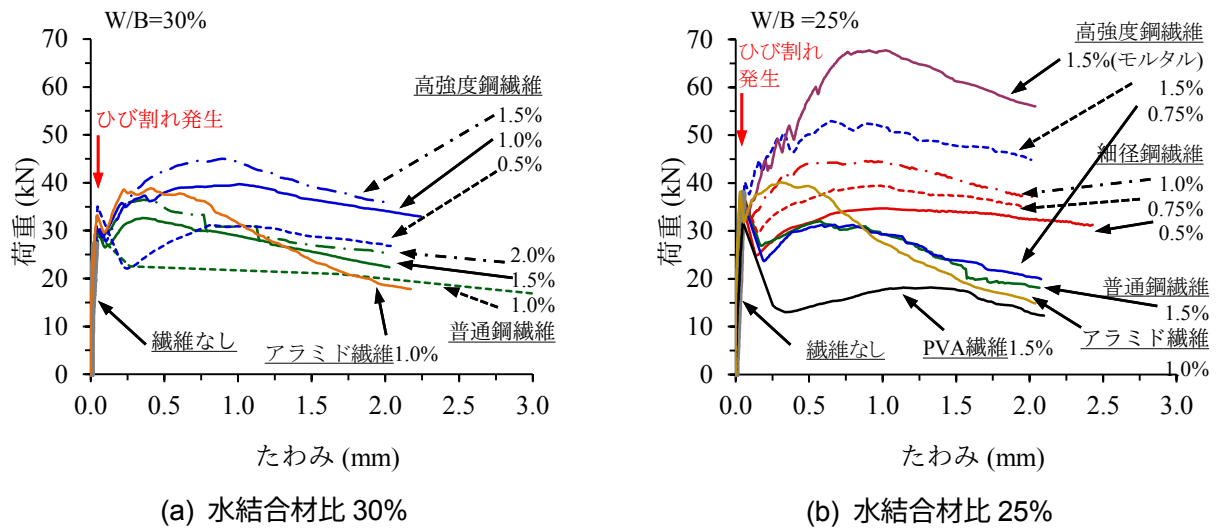 W/B=30%
70
60
50
40
30
20
10
0
荷重 (kN)
ひび割れ発生
高強度鋼繊維
1.5%
1.0%
0.5%
2.0%
1.5%
1.0%
普通鋼繊維
繊維なし
アラミド繊維1.0%
0.0 0.5 1.0 1.5 2.0 2.5 3.0
たわみ (mm)
(a) 水結合材比 30%
W/B =25%
70
60
50
40
30
20
10
0
荷重 (kN)
ひび割れ
発生
高強度鋼繊維
1.5%(モルタル)
1.5%
0.75%
細径鋼繊維
1.0%
0.75%
0.5%
普通鋼繊維
1.5%
アラミド繊維
1.0%
繊維なし
PVA繊維1.5%
0.0 0.5 1.0 1.5 2.0 2.5 3.0
たわみ (mm)
(b) 水結合材比 25%